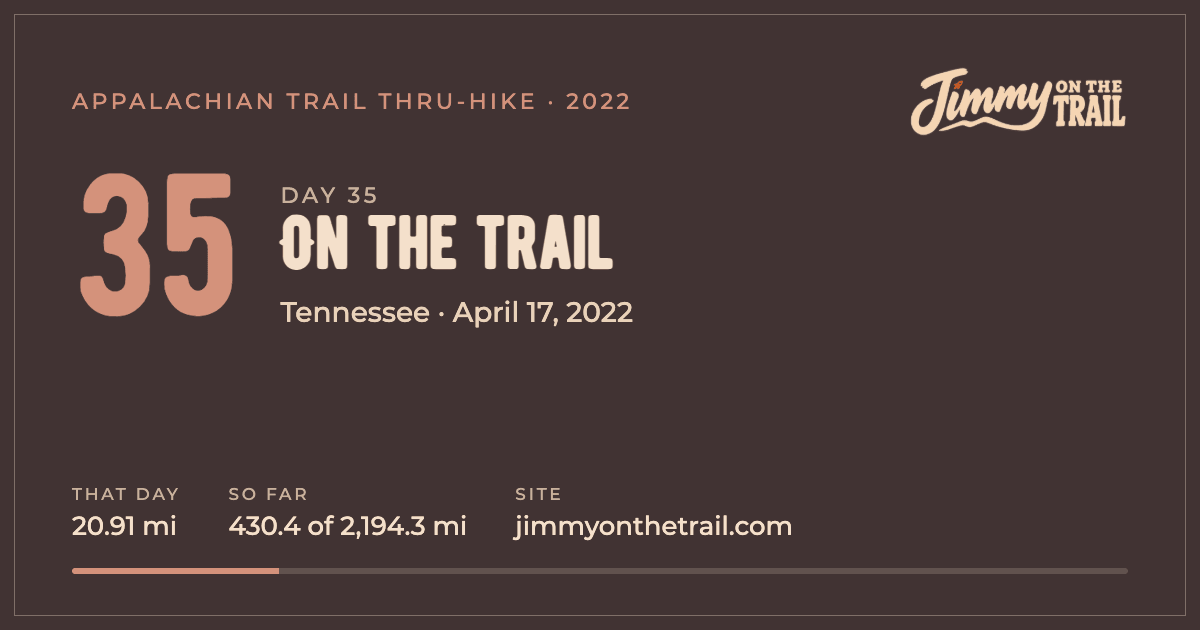 APPALACHIAN TRAIL THRU-HIKE · 2022
Jimmy ON THE TRAIL
35
DAY 35
ON THE TRAIL
Tennessee · April 17, 2022
THAT DAY SO FAR SITE
20.91 mi 430.4 of 2,194.3 mi jimmyonthetrail.com